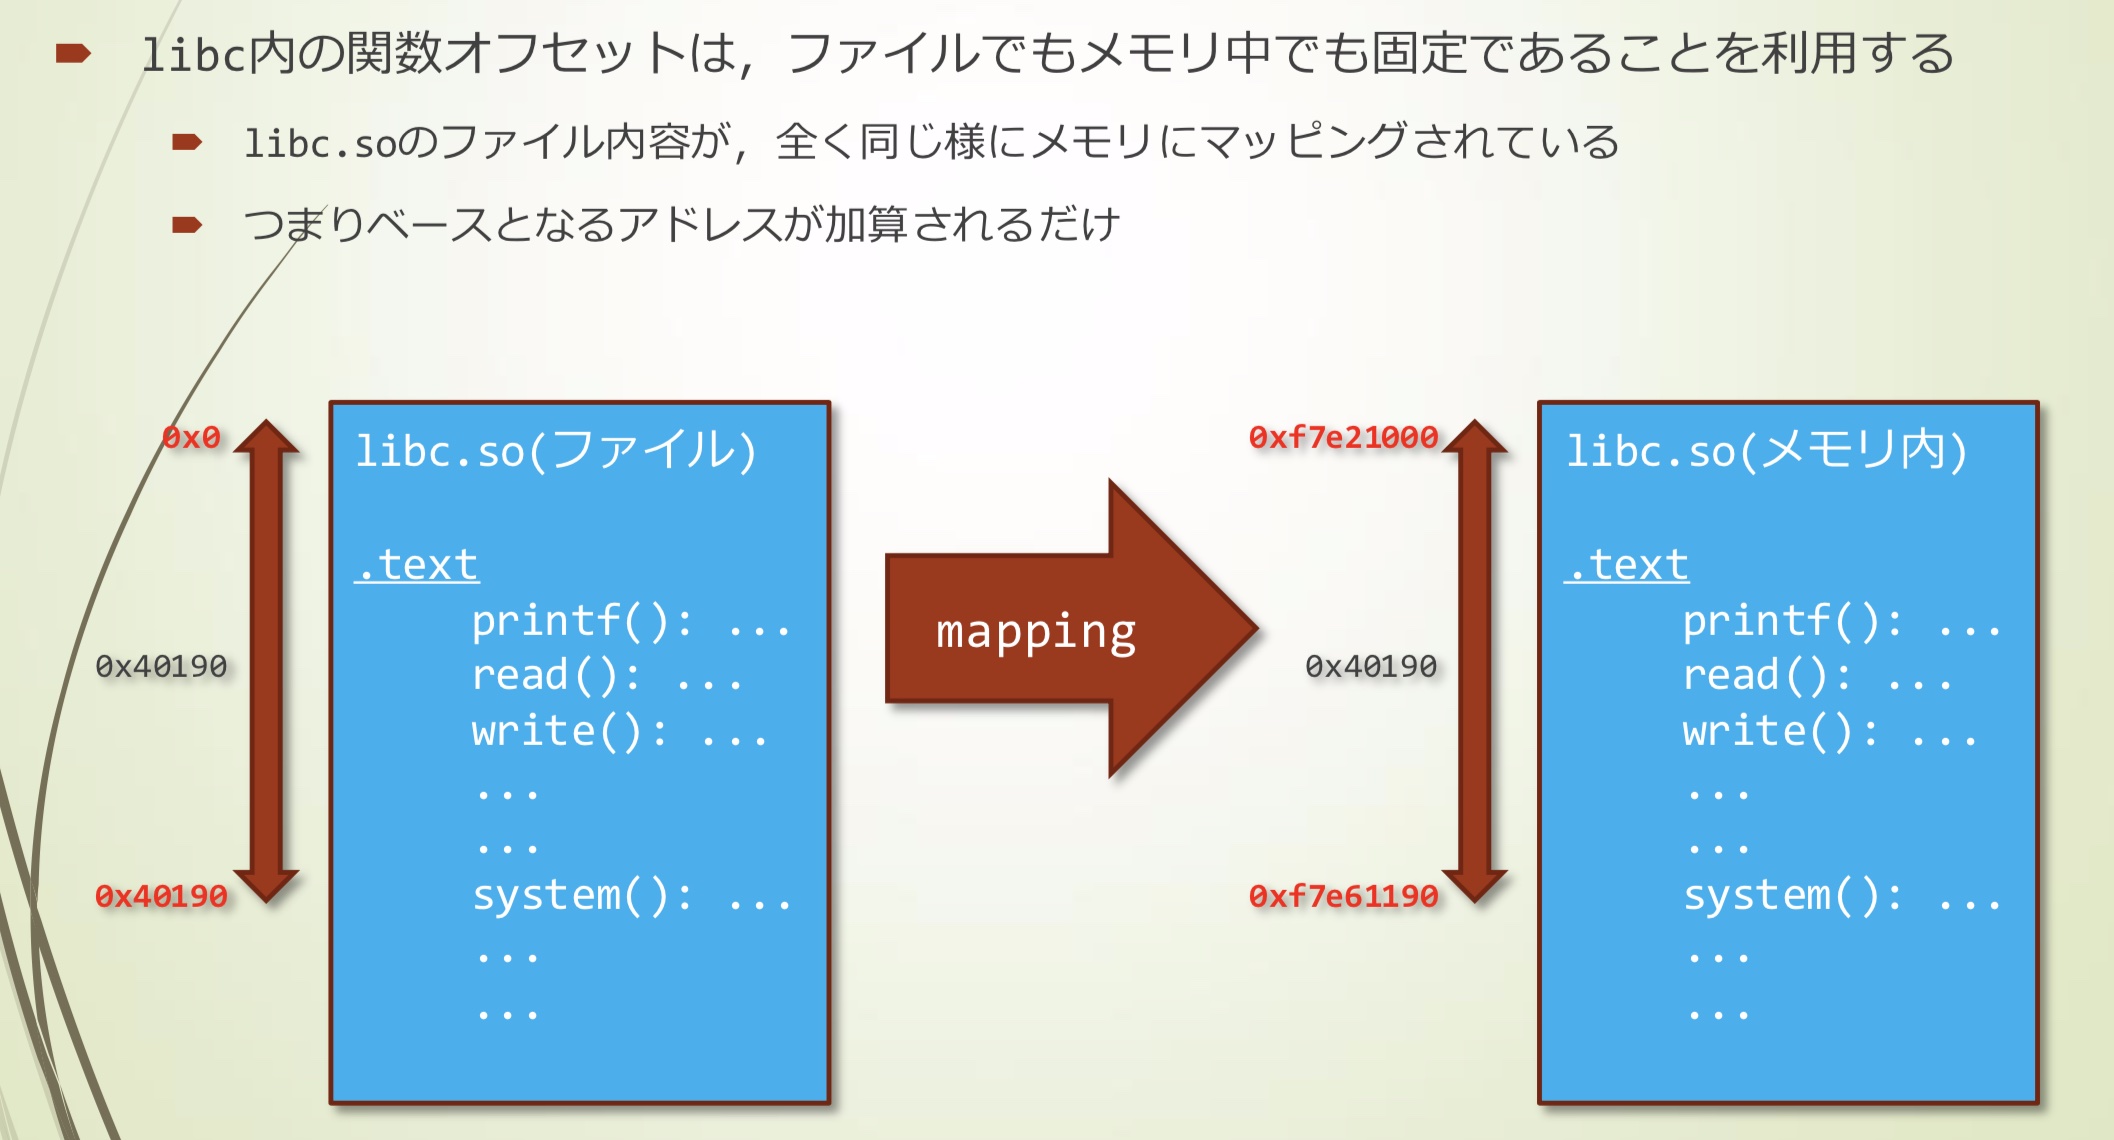 libc内の関数オフセットは，ファイルでもメモリ中でも固定であることを利用する
libc.soのファイル内容が，全く同じ様にメモリにマッピングされている
つまりベースとなるアドレスが加算されるだけ
0x0
0x40190
0x40190
libc.so(ファイル)
.text
printf(): ...
read(): ...
write(): ...
...
...
system(): ...
...
...
mapping
0xf7e21000
0x40190
0xf7e61190
libc.so(メモリ内)
.text
printf(): ...
read(): ...
write(): ...
...
...
system(): ...
...
...